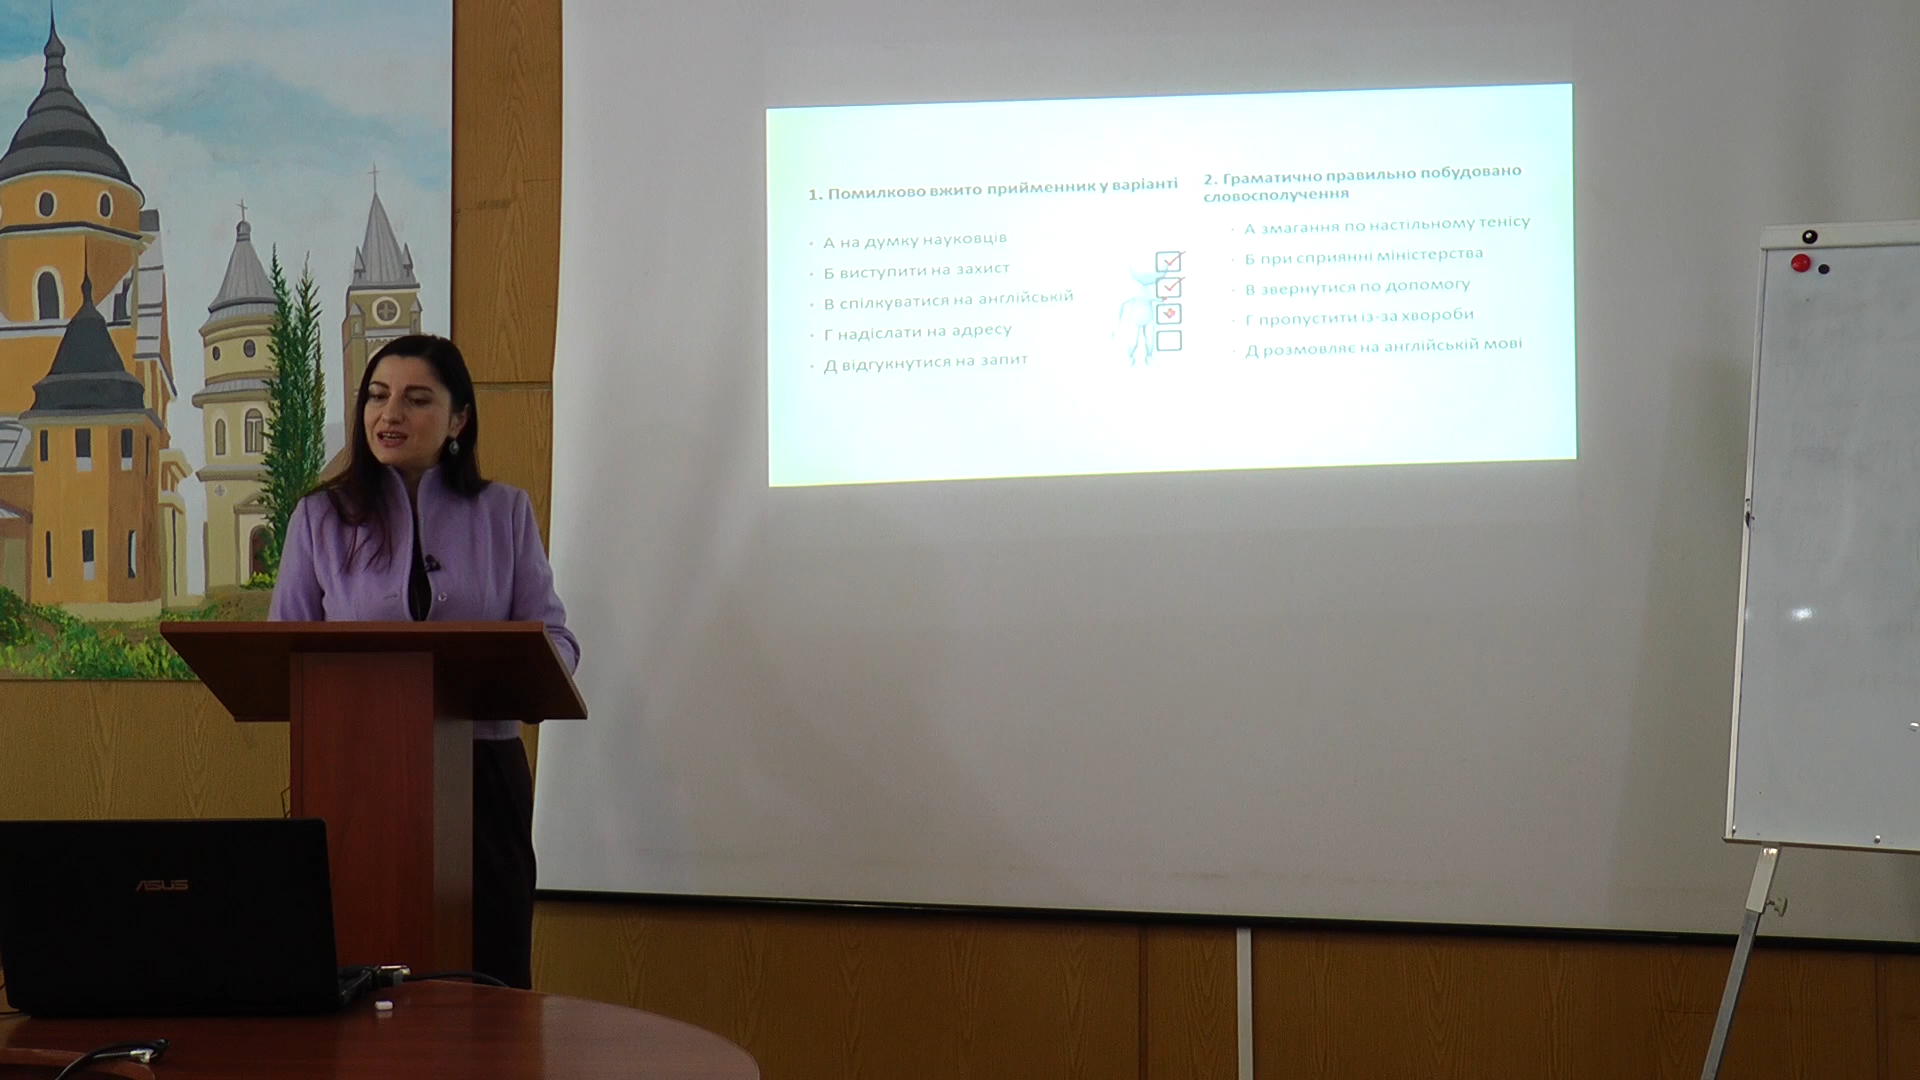 1. Помилково вжито прийменник у варіанті
А на думку науковців
Б виступити на захист
В спілкуватися на англійській
Г надіслати на адресу
Д відгукнутися на запит
2. Граматично правильно побудовано
словосполучення
А змагання по настільному тенісу
Б при сприянні міністерства
В звернутися по допомогу
Г пропустити із-за хвороби
Д розмовляє на англійській мові
ASUS